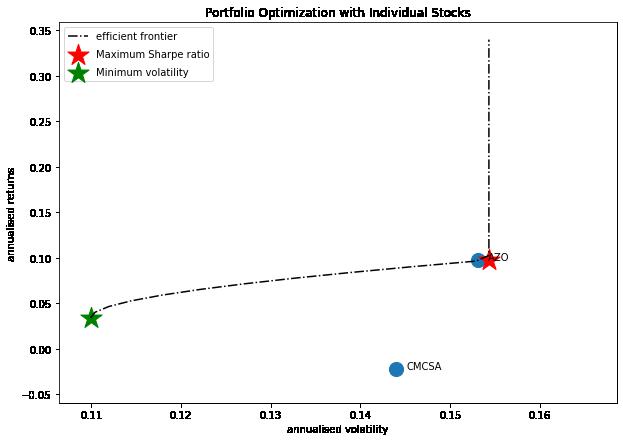 Portfolio Optimization with Individual Stocks
efficient frontier
Maximum Sharpe ratio
Minimum volatility
0.35
0.30
0.25
0.20
0.15
0.10
0.05
0.00
−0.05
annualised returns
AZO
CMCSA
0.11 0.12 0.13 0.14 0.15 0.16
annualised volatility